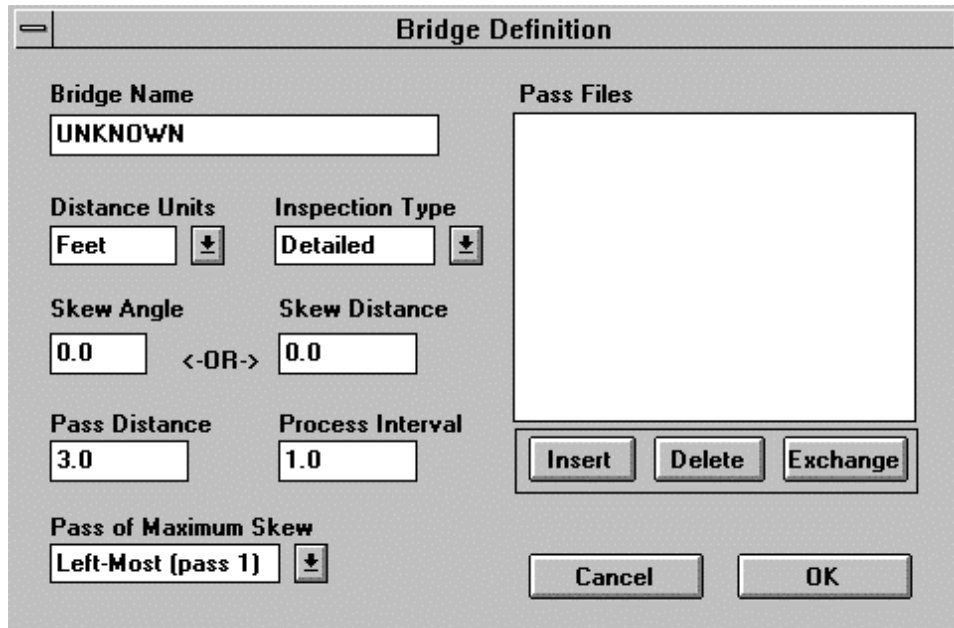 Bridge Definition
Bridge Name
UNKNOWN
Distance Units
Inspection Type
Feet
Detailed
Skew Angle
Skew Distance
0.0
<-OR->
0.0
Pass Distance
Process Interval
3.0
1.0
Pass of Maximum Skew
Left-Most (pass 1)
Pass Files
Insert
Delete
Exchange
Cancel
OK